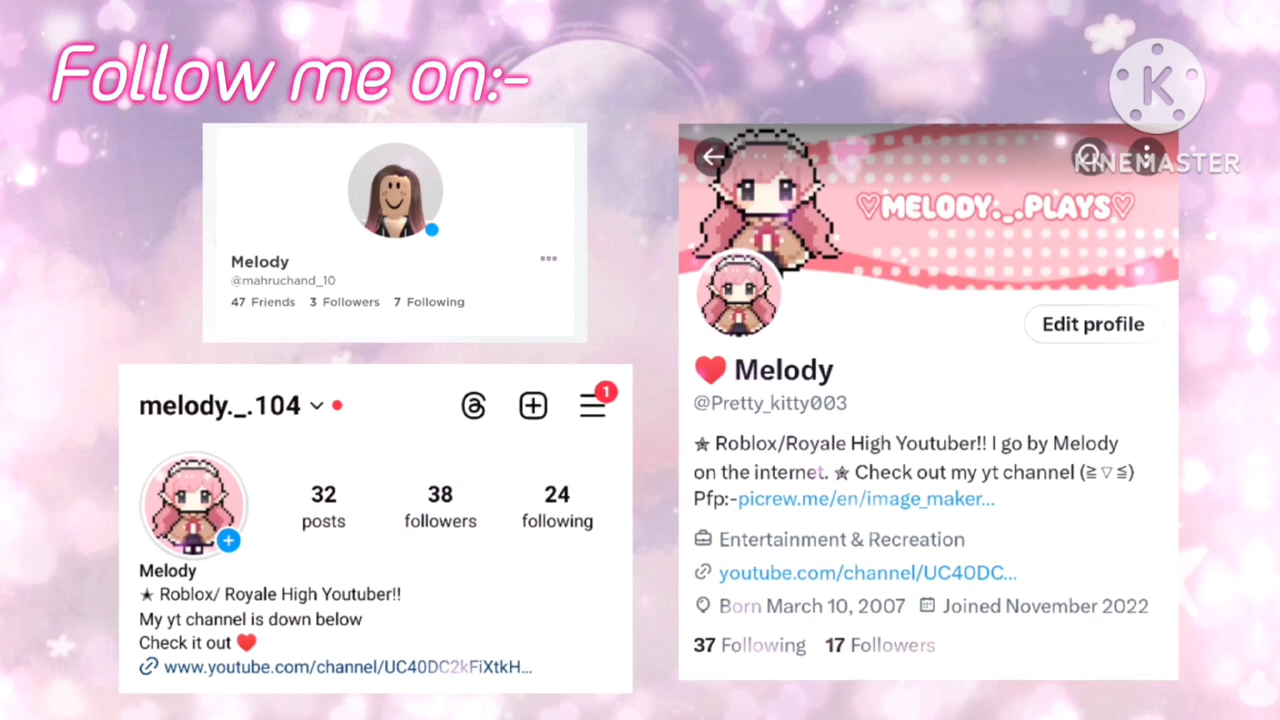 Follow me on:-
K
KINEMASTER
Melody
@mahruchand_10
47 Friends 3 Followers 7 Following
melody._.104
1
32 38 24
posts followers following
Melody
★ Roblox/ Royale High Youtuber!!
My yt channel is down below
Check it out ❤️
www.youtube.com/channel/UC40DC2kFiXtkH...
♡MELODY._.PLAYS♡
Edit profile
❤️ Melody
@Pretty_kitty003
✮ Roblox/Royale High Youtuber!! I go by Melody
on the internet. ✮ Check out my yt channel (≧▽≦)
Pfp:-picrew.me/en/image_maker...
Entertainment & Recreation
youtube.com/channel/UC40DC...
Born March 10, 2007 Joined November 2022
37 Following 17 Followers